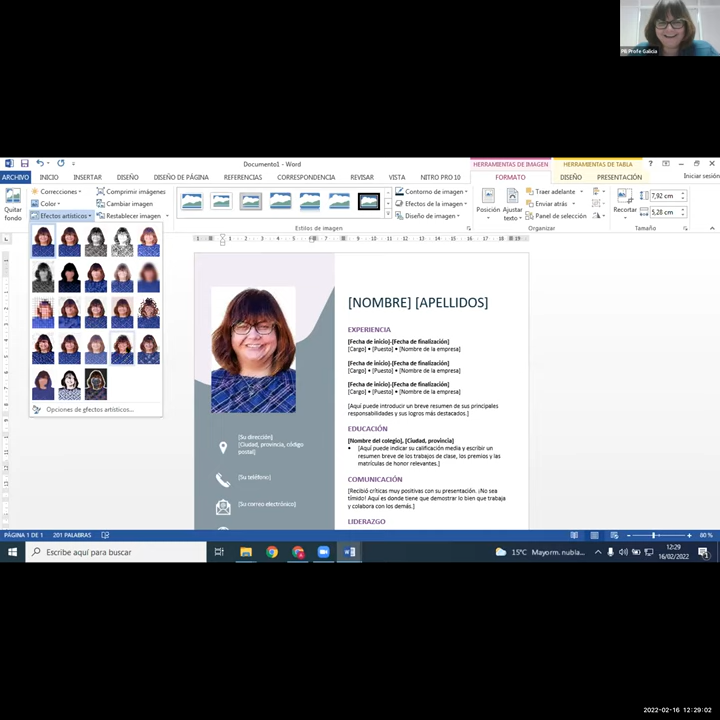 PB Profe Galicia
Documento1 - Word
HERRAMIENTAS DE IMAGEN
HERRAMIENTAS DE TABLA
ARCHIVO INICIO INSERTAR DISEÑO DISEÑO DE PÁGINA REFERENCIAS CORRESPONDENCIA REVISAR VISTA NITRO PRO 10 FORMATO DISEÑO PRESENTACIÓN Iniciar sesión
Quitar fondo
Correcciones
Color
Efectos artísticos
Comprimir imágenes
Cambiar imagen
Restablecer imagen
Contorno de imagen
Efectos de la imagen
Diseño de imagen
Estilos de imagen
Posición
Ajustar texto
Traer adelante
Enviar atrás
Panel de selección
Organizar
Recortar
7,92 cm
5,28 cm
Tamaño
Opciones de efectos artísticos...
[NOMBRE] [APELLIDOS]
EXPERIENCIA
[Fecha de inicio]-[Fecha de finalización]
[Cargo] • [Puesto] • [Nombre de la empresa]
[Fecha de inicio]-[Fecha de finalización]
[Cargo] • [Puesto] • [Nombre de la empresa]
[Fecha de inicio]-[Fecha de finalización]
[Cargo] • [Puesto] • [Nombre de la empresa]
[Aquí puede introducir un breve resumen de sus principales
responsabilidades y sus logros más destacados.]
EDUCACIÓN
[Nombre del colegio], [Ciudad, provincia]
• [Aquí puede indicar su calificación media y escribir un
resumen breve de los trabajos de clase, los premios y las
matrículas de honor relevantes.]
COMUNICACIÓN
[Recibió críticas muy positivas con su presentación. ¡No sea
tímido! Aquí es donde tiene que demostrar lo bien que trabaja
y colabora con los demás.]
LIDERAZGO
[Su dirección]
[Ciudad, provincia, código
postal]
[Su teléfono]
[Su correo electrónico]
PÁGINA 1 DE 1 201 PALABRAS
80 %
Escribe aquí para buscar
15°C Mayorm. nubla...
12:29
16/02/2022
2022-02-16 12:29:02